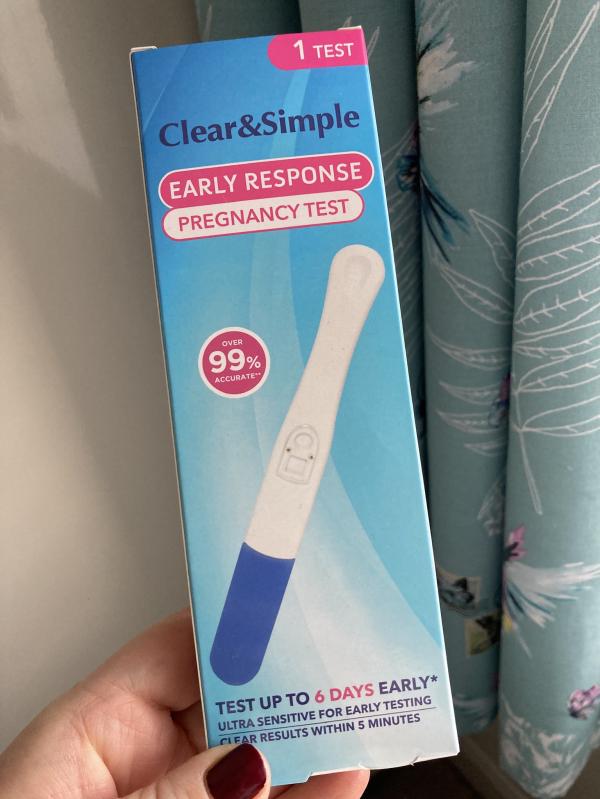 1 TEST
Clear&Simple
EARLY RESPONSE
PREGNANCY TEST
OVER
99%
ACCURATE**
TEST UP TO 6 DAYS EARLY*
ULTRA SENSITIVE FOR EARLY TESTING
CLEAR RESULTS WITHIN 5 MINUTES